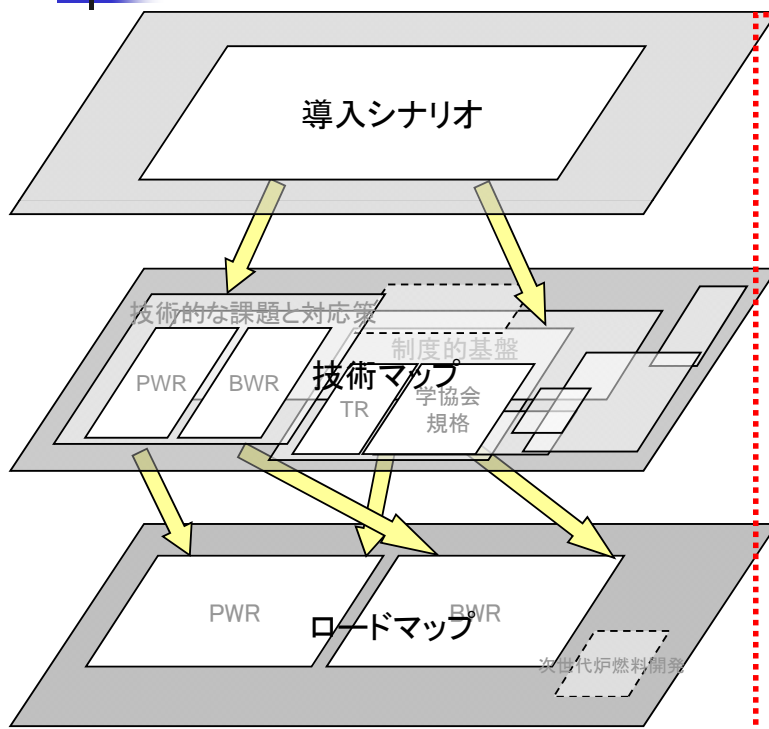 導入シナリオ
技術的な課題と対応策
制度的基盤
技術マップ
PWR
BWR
TR
学協会
規格
PWR
BWR
ロードマップ
次世代炉燃料開発